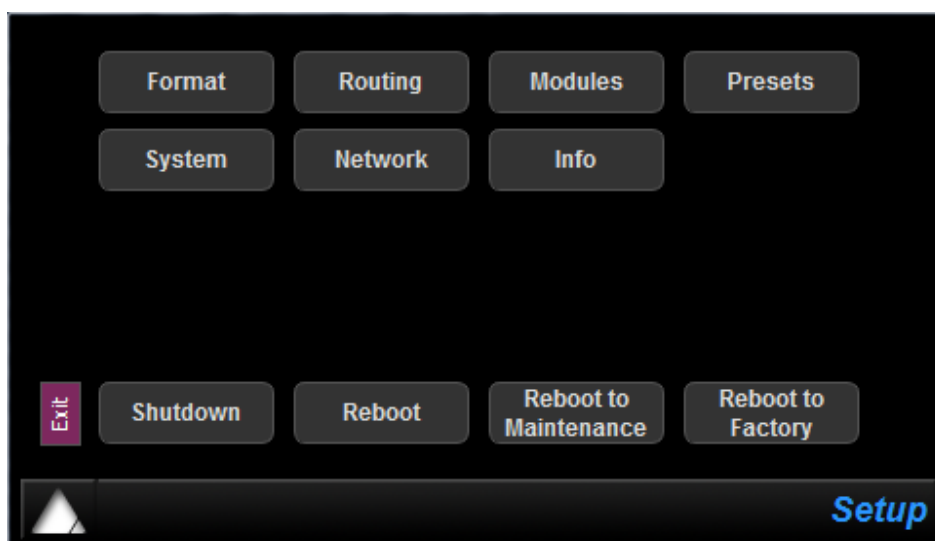 Format
Routing
Modules
Presets
System
Network
Info
Exit
Shutdown
Reboot
Reboot to
Maintenance
Reboot to
Factory
Setup